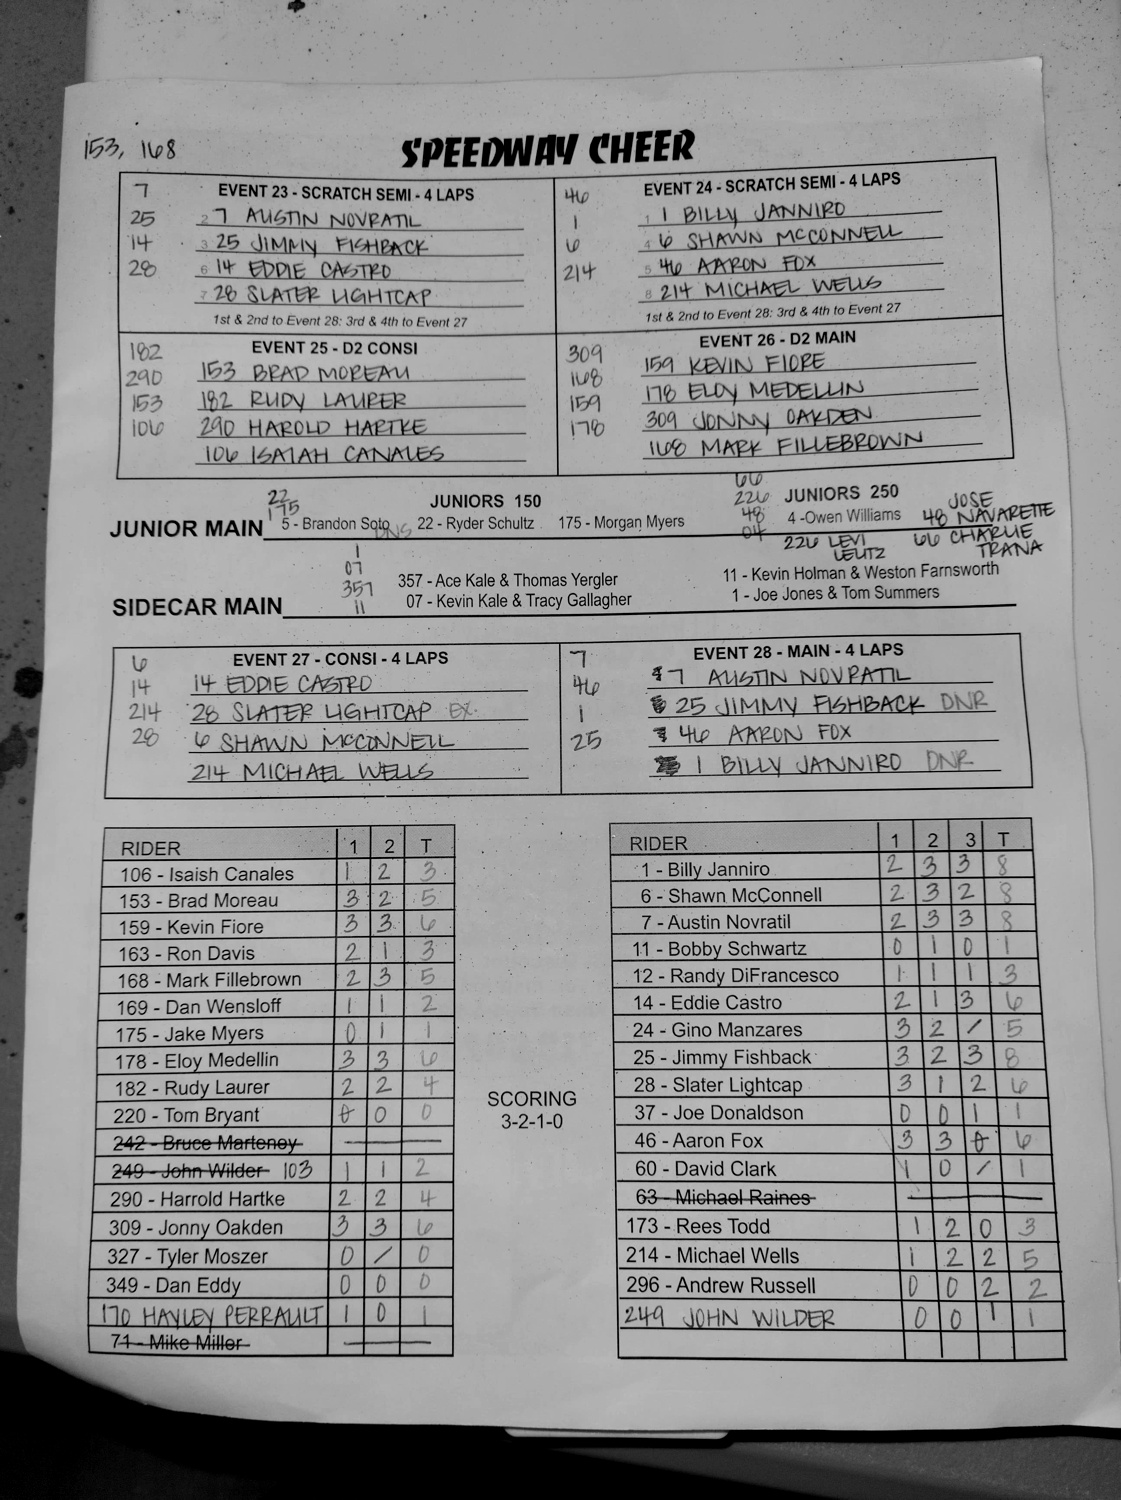 153, 168
SPEEDWAY CHEER
EVENT 23 - SCRATCH SEMI - 4 LAPS
7
25
14
28
2 7 AUSTIN NOVRATIL
3 25 JIMMY FISHBACK
6 14 EDDIE CASTRO
7 28 SLATER LIGHTCAP
1st & 2nd to Event 28: 3rd & 4th to Event 27
EVENT 24 - SCRATCH SEMI - 4 LAPS
46
1
6
214
1 1 BILLY JANNIRO
4 6 SHAWN MCCONNELL
5 46 AARON FOX
8 214 MICHAEL WELLS
1st & 2nd to Event 28: 3rd & 4th to Event 27
EVENT 25 - D2 CONSI
182
290
153
106
153 BRAD MOREAU
182 RUDY LAURER
290 HAROLD HARTKE
106 ISAIAH CANALES
EVENT 26 - D2 MAIN
309
168
159
178
159 KEVIN FIORE
178 ELOY MEDELLIN
309 JONNY OAKDEN
168 MARK FILLEBROWN
JUNIOR MAIN
22
175
JUNIORS 150
5 - Brandon Soto DNS 22 - Ryder Schultz 175 - Morgan Myers
66
226
48
04
JUNIORS 250
4 -Owen Williams
226 LEVI LEUTZ
48 JOSE NAVARETTE
66 CHARLIE TRANA
SIDECAR MAIN
1
07
357
11
357 - Ace Kale & Thomas Yergler
07 - Kevin Kale & Tracy Gallagher
11 - Kevin Holman & Weston Farnsworth
1 - Joe Jones & Tom Summers
EVENT 27 - CONSI - 4 LAPS
6
14
214
28
14 EDDIE CASTRO
28 SLATER LIGHTCAP EX.
6 SHAWN MCCONNELL
214 MICHAEL WELLS
EVENT 28 - MAIN - 4 LAPS
7
46
1
25
7 AUSTIN NOVRATIL
25 JIMMY FISHBACK DNR
46 AARON FOX
1 BILLY JANNIRO DNR
RIDER 1 2 T
106 - Isaish Canales 1 2 3
153 - Brad Moreau 3 2 5
159 - Kevin Fiore 3 3 6
163 - Ron Davis 2 1 3
168 - Mark Fillebrown 2 3 5
169 - Dan Wensloff 1 1 2
175 - Jake Myers 0 1 1
178 - Eloy Medellin 3 3 6
182 - Rudy Laurer 2 2 4
220 - Tom Bryant 0 0 0
242 - Bruce Marteney
249 - John Wilder 103 1 1 2
290 - Harrold Hartke 2 2 4
309 - Jonny Oakden 3 3 6
327 - Tyler Moszer 0 / 0
349 - Dan Eddy 0 0 0
170 HAYLEY PERRAULT 1 0 1
71 - Mike Miller
SCORING
3-2-1-0
RIDER 1 2 3 T
1 - Billy Janniro 2 3 3 8
6 - Shawn McConnell 2 3 2 8
7 - Austin Novratil 2 3 3 8
11 - Bobby Schwartz 0 1 0 1
12 - Randy DiFrancesco 1 1 1 3
14 - Eddie Castro 2 1 3 6
24 - Gino Manzares 3 2 / 5
25 - Jimmy Fishback 3 2 3 8
28 - Slater Lightcap 3 1 2 6
37 - Joe Donaldson 0 0 1 1
46 - Aaron Fox 3 3 0 6
60 - David Clark 1 0 / 1
63 - Michael Raines
173 - Rees Todd 1 2 0 3
214 - Michael Wells 1 2 2 5
296 - Andrew Russell 0 0 2 2
249 JOHN WILDER 0 0 1 1